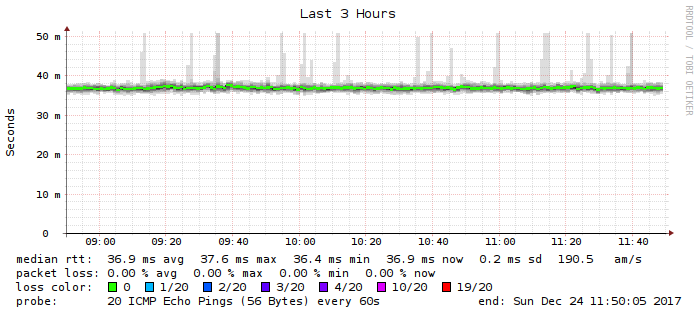 Last 3 Hours
RRDTOOL / TOBI OETIKER
Seconds
50 m
40 m
30 m
20 m
10 m
0
09:00 09:20 09:40 10:00 10:20 10:40 11:00 11:20 11:40
median rtt: 36.9 ms avg 37.6 ms max 36.4 ms min 36.9 ms now 0.2 ms sd 190.5 am/s
packet loss: 0.00 % avg 0.00 % max 0.00 % min 0.00 % now
loss color: 0 1/20 2/20 3/20 4/20 10/20 19/20
probe: 20 ICMP Echo Pings (56 Bytes) every 60s end: Sun Dec 24 11:50:05 2017